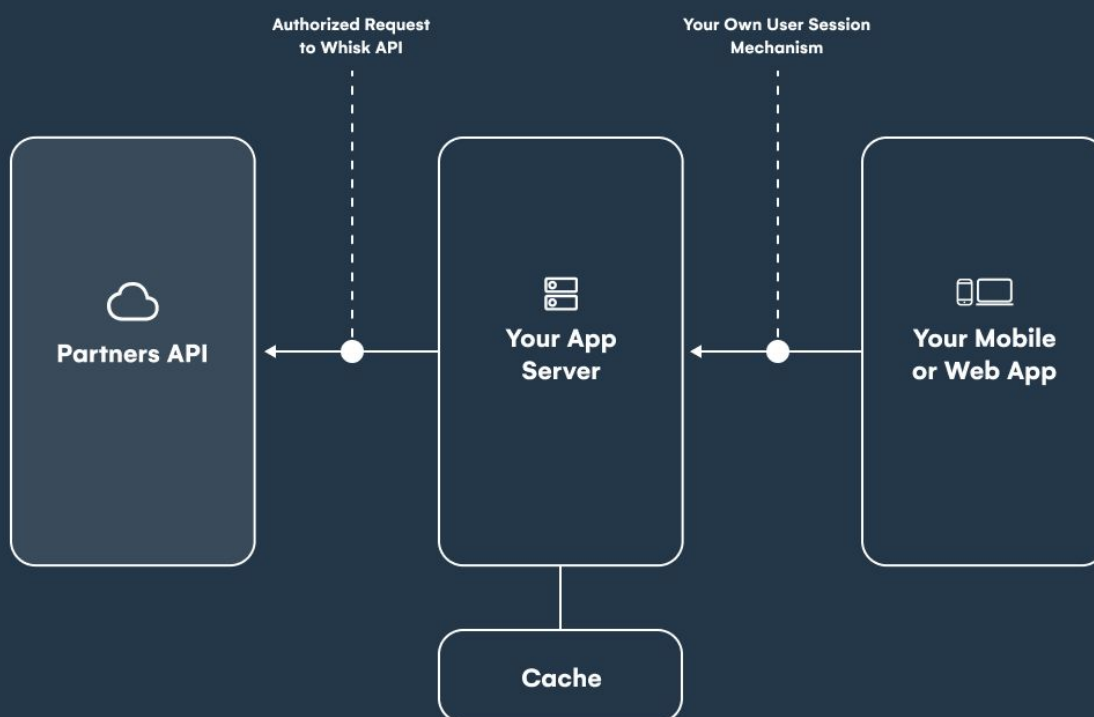 Authorized Request
to Whisk API
Your Own User Session
Mechanism
Partners API
Your App
Server
Your Mobile
or Web App
Cache